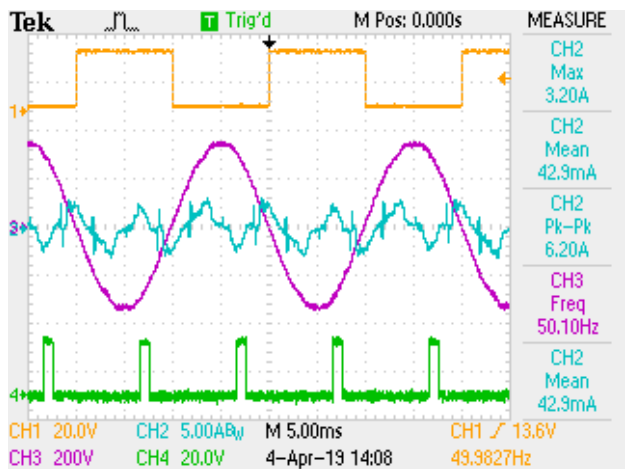 Tek T Trig'd M Pos: 0.000s MEASURE
CH2
Max
3.20A
1
CH2
Mean
42.9mA
CH2
Pk-Pk
6.20A
3
CH3
Freq
50.10Hz
CH2
Mean
42.9mA
4
CH1 20.0V CH2 5.00ABW M 5.00ms CH1 13.6V
CH3 200V CH4 20.0V 4-Apr-19 14:08 49.9827Hz